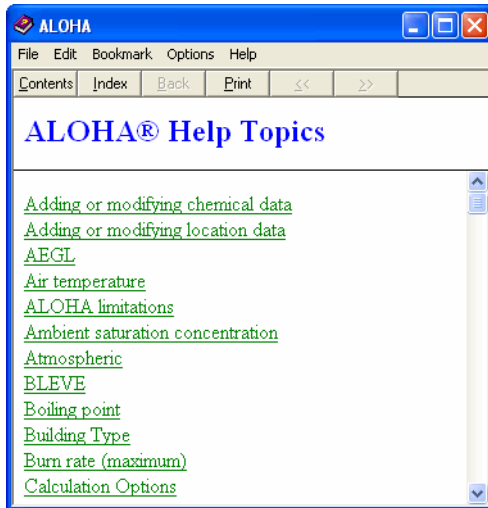 ALOHA
File Edit Bookmark Options Help
Contents Index Back Print << >>
ALOHA® Help Topics
Adding or modifying chemical data
Adding or modifying location data
AEGL
Air temperature
ALOHA limitations
Ambient saturation concentration
Atmospheric
BLEVE
Boiling point
Building Type
Burn rate (maximum)
Calculation Options